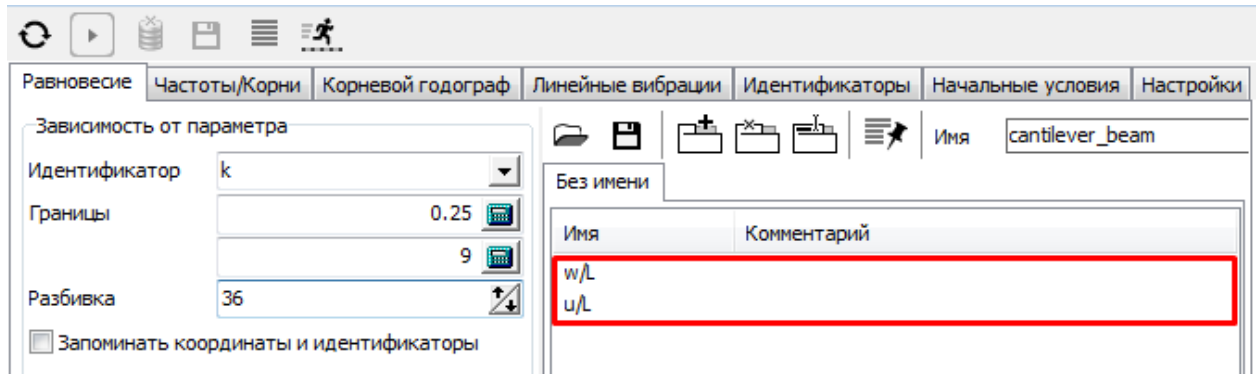 Равновесие Частоты/Корни Корневой годограф Линейные вибрации Идентификаторы Начальные условия Настройки
Зависимость от параметра
Идентификатор k
Границы 0.25
9
Разбивка 36
Запоминать координаты и идентификаторы
Имя cantilever_beam
Без имени
Имя Комментарий
w/L
u/L